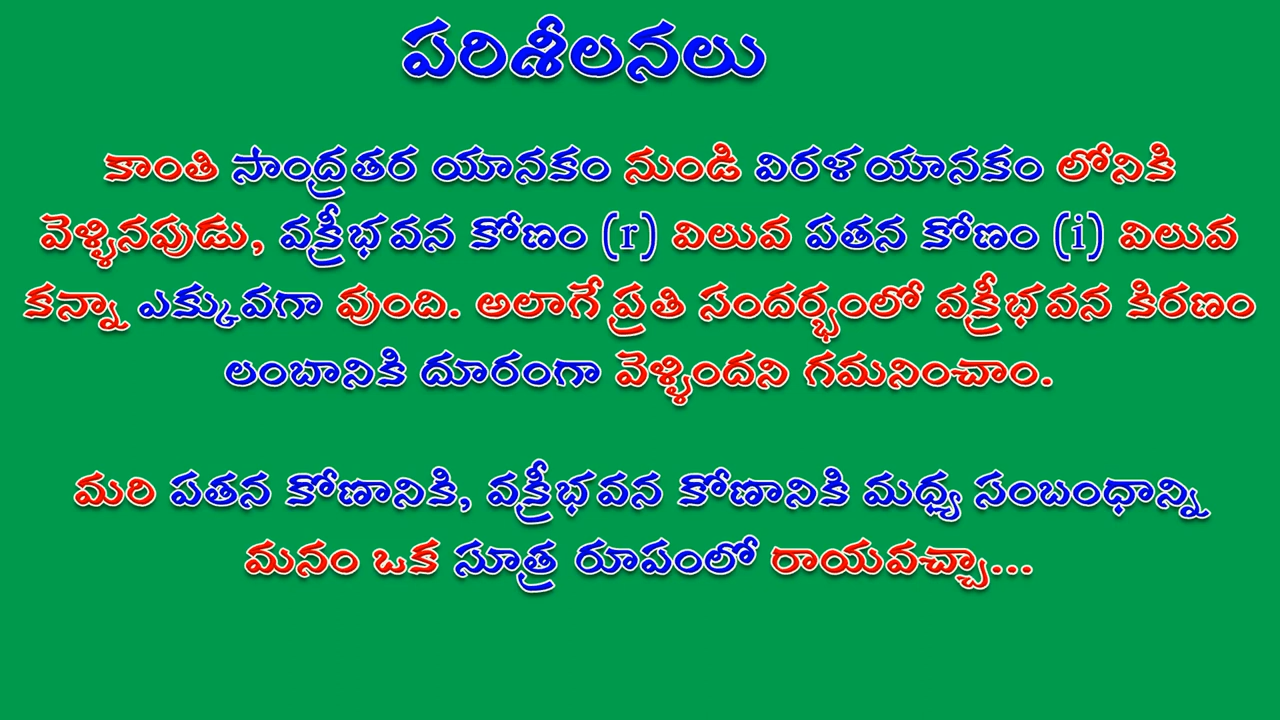 పరిశీలనలు
కాంతి సాంద్రతర యానకం నుండి విరళయానకం లోనికి
వెళ్ళినపుడు, వక్రీభవన కోణం (r) విలువ పతన కోణం (i) విలువ
కన్నా ఎక్కువగా వుంది. అలాగే ప్రతి సందర్భంలో వక్రీభవన కిరణం
లంబానికి దూరంగా వెళ్ళిందని గమనించాం.
మరి పతన కోణానికి, వక్రీభవన కోణానికి మధ్య సంబంధాన్ని
మనం ఒక సూత్ర రూపంలో రాయవచ్చా...